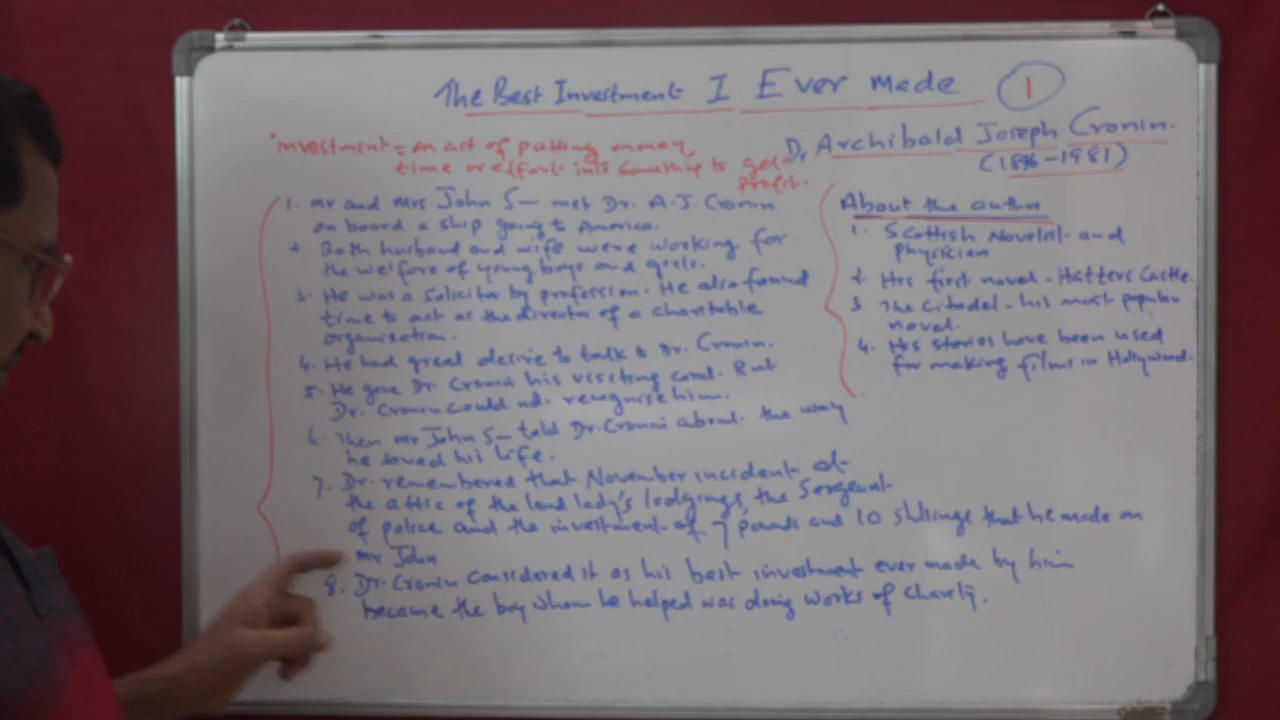 The Best Investment I Ever made 1
Investment = an act of putting money
time or effort into something to get
profit.
Dr Archibald Joseph Cronin.
(1896-1981)
1. Mr and Mrs John S— met Dr. A.J. Cronin
on board a ship going to America.
2. Both husband and wife were working for
the welfare of young boys and girls.
3. He was a solicitor by profession. He also found
time to act as the director of a charitable
organisation.
4. He had great desire to talk to Dr. Cronin.
5. He gave Dr. Cronin his visiting card. But
Dr. Cronin could not recognise him.
6. Then Mr John S— told Dr. Cronin about the way
he saved his life.
7. Dr. remembered that November incident at
the attic of the land lady's lodgings, the Sergeant
of police and the investment of 7 pounds and 10 shillings that he made on
Mr John
8. Dr. Cronin considered it as his best investment ever made by him
because the boy whom he helped was doing works of charity.
About the author
1. Scottish Novelist and
physician
2. His first novel - Hatters Castle.
3 The Citadel - his most popular
novel.
4. His stories have been used
for making films in Hollywood.